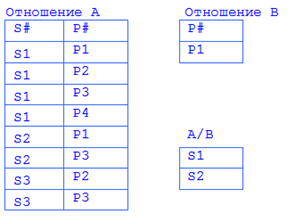 Отношение А
S# P#
S1 P1
S1 P2
S1 P3
S1 P4
S2 P1
S2 P3
S3 P2
S3 P3
Отношение В
P#
P1
A/B
S1
S2